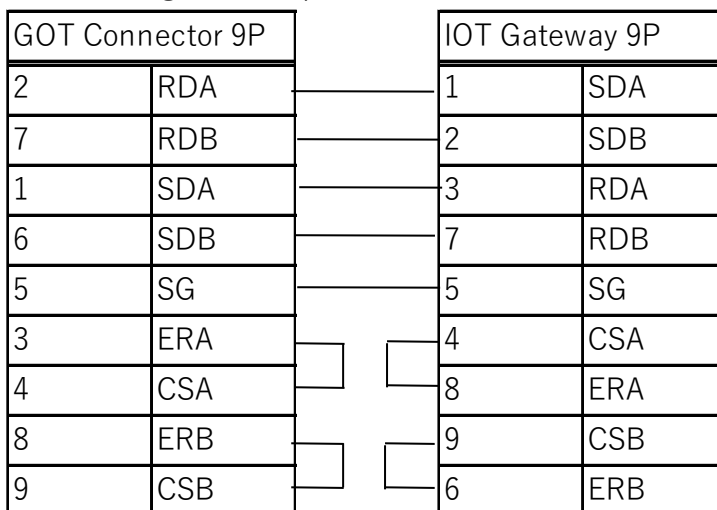 GOT Connector 9P IOT Gateway 9P
2 RDA 1 SDA
7 RDB 2 SDB
1 SDA 3 RDA
6 SDB 7 RDB
5 SG 5 SG
3 ERA 4 CSA
4 CSA 8 ERA
8 ERB 9 CSB
9 CSB 6 ERB